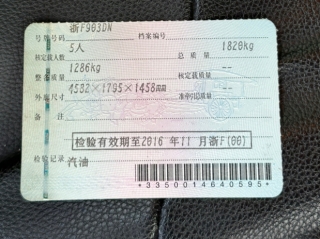 浙F903DN
号牌号码 档案编号
核定载人数 5人 总质量 1820kg
整备质量 1286kg 核定载质量 --
外廓尺寸 4582×1795×1458mm 准牵引总质量 --
备注
检验有效期至2016 年11 月浙F(00)
检验记录 汽油
*3350014640595*